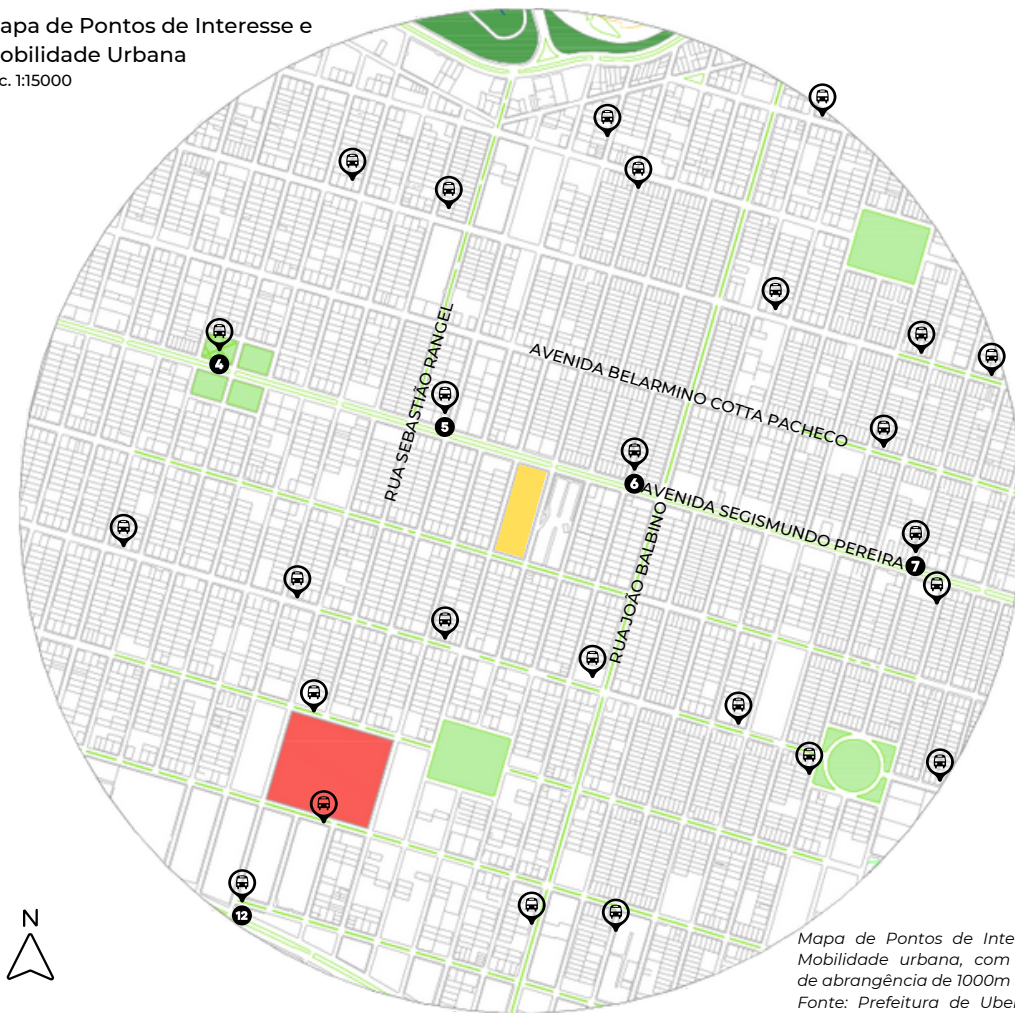 apa de Pontos de Interesse e
obilidade Urbana
c. 1:15000
RUA SEBASTIÃO RANGEL
AVENIDA BELARMINO COTTA PACHECO
4
5
6
AVENIDA SEGISMUNDO PEREIRA
7
RUA JOÃO BALBINO
12
N
Mapa de Pontos de Inte
Mobilidade urbana, com
de abrangência de 1000m
Fonte: Prefeitura de Uber